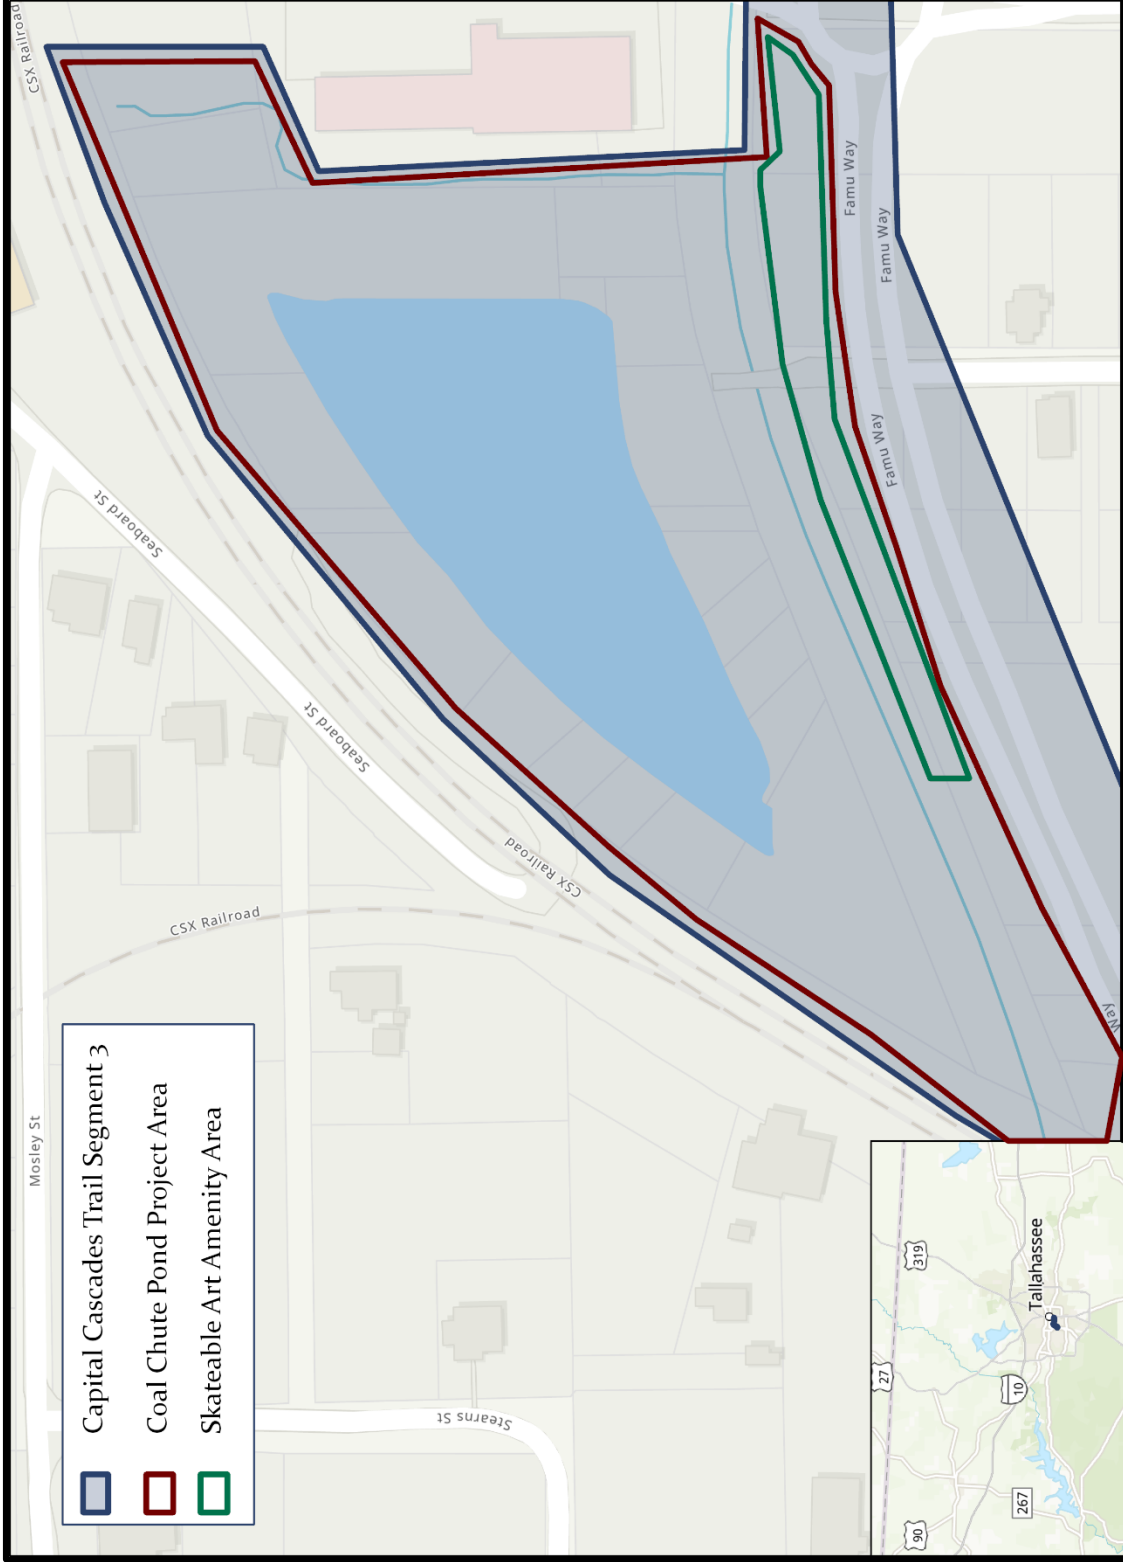 CSX Railroad
Seaboard St
Seaboard St
CSX Railroad
CSX Railroad
Mosley St
Stearns St
Famu Way
Famu Way
Famu Way
Way
Capital Cascades Trail Segment 3
Coal Chute Pond Project Area
Skateable Art Amenity Area
319
Tallahassee
27
10
267
90